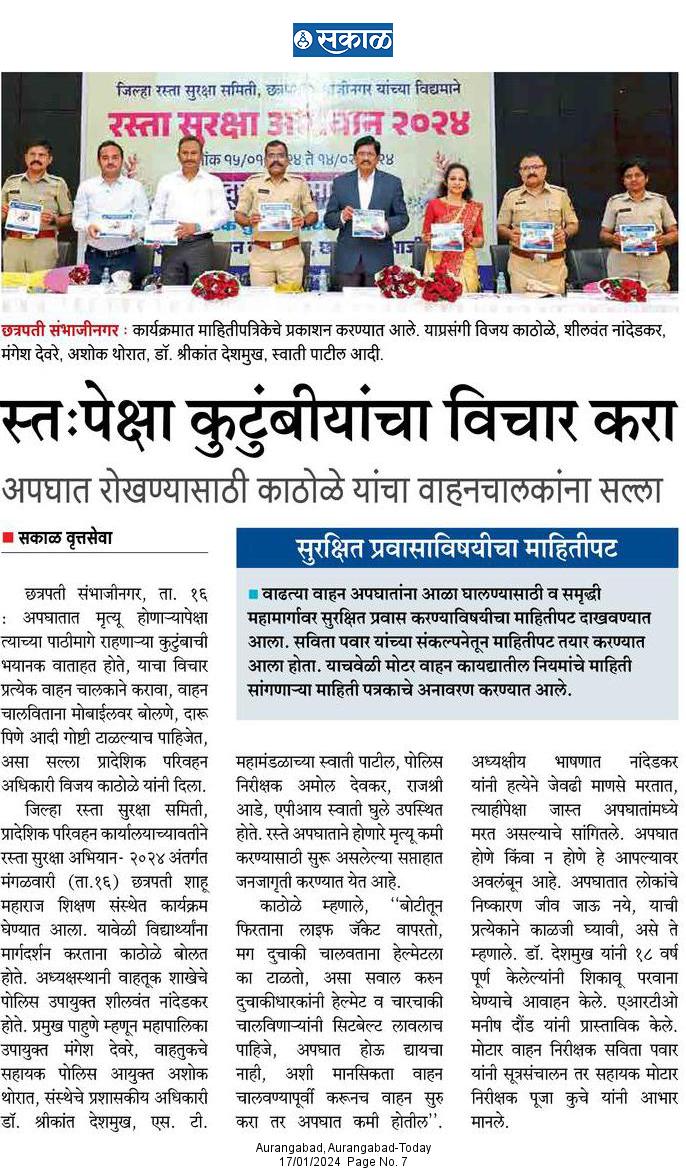 सकाळ
जिल्हा रस्ता सुरक्षा समिती, छत्रपती संभाजीनगर यांच्या विद्यमाने
रस्ता सुरक्षा अभियान २०२४
१५/०१/२०२४ ते १४/०२/२०२४
छत्रपती संभाजीनगर : कार्यक्रमात माहितीपत्रिकेचे प्रकाशन करण्यात आले. याप्रसंगी विजय काठोळे, शीलवंत नांदेडकर,
मंगेश देवरे, अशोक थोरात, डॉ. श्रीकांत देशमुख, स्वाती पाटील आदी.
स्तःपेक्षा कुटुंबीयांचा विचार करा
अपघात रोखण्यासाठी काठोळे यांचा वाहनचालकांना सल्ला
सकाळ वृत्तसेवा
छत्रपती संभाजीनगर, ता. १६
: अपघातात मृत्यू होणाऱ्यापेक्षा
त्याच्या पाठीमागे राहणाऱ्या कुटुंबाची
भयानक वाताहत होते, याचा विचार
प्रत्येक वाहन चालकाने करावा, वाहन
चालविताना मोबाईलवर बोलणे, दारू
पिणे आदी गोष्टी टाळल्याच पाहिजेत,
असा सल्ला प्रादेशिक परिवहन
अधिकारी विजय काठोळे यांनी दिला.
जिल्हा रस्ता सुरक्षा समिती,
प्रादेशिक परिवहन कार्यालयाच्यावतीने
रस्ता सुरक्षा अभियान- २०२४ अंतर्गत
मंगळवारी (ता.१६) छत्रपती शाहू
महाराज शिक्षण संस्थेत कार्यक्रम
घेण्यात आला. यावेळी विद्यार्थ्यांना
मार्गदर्शन करताना काठोळे बोलत
होते. अध्यक्षस्थानी वाहतूक शाखेचे
पोलिस उपायुक्त शीलवंत नांदेडकर
होते. प्रमुख पाहुणे म्हणून महापालिका
उपायुक्त मंगेश देवरे, वाहतुकचे
सहायक पोलिस आयुक्त अशोक
थोरात, संस्थेचे प्रशासकीय अधिकारी
डॉ. श्रीकांत देशमुख, एस. टी.
सुरक्षित प्रवासाविषयीचा माहितीपट
वाढत्या वाहन अपघातांना आळा घालण्यासाठी व समृद्धी
महामार्गावर सुरक्षित प्रवास करण्याविषयीचा माहितीपट दाखवण्यात
आला. सविता पवार यांच्या संकल्पनेतून माहितीपट तयार करण्यात
आला होता. याचवेळी मोटर वाहन कायद्यातील नियमांचे माहिती
सांगणाऱ्या माहिती पत्रकाचे अनावरण करण्यात आले.
महामंडळाच्या स्वाती पाटील, पोलिस
निरीक्षक अमोल देवकर, राजश्री
आडे, एपीआय स्वाती घुले उपस्थित
होते. रस्ते अपघाताने होणारे मृत्यू कमी
करण्यासाठी सुरू असलेल्या सप्ताहात
जनजागृती करण्यात येत आहे.
काठोळे म्हणाले, ‘‘बोटीतून
फिरताना लाइफ जॅकेट वापरतो,
मग दुचाकी चालवताना हेल्मेटला
का टाळतो, असा सवाल करुन
दुचाकीधारकांनी हेल्मेट व चारचाकी
चालविणाऱ्यांनी सिटबेल्ट लावलाच
पाहिजे, अपघात होऊ द्यायचा
नाही, अशी मानसिकता वाहन
चालवण्यापूर्वी करूनच वाहन सुरु
करा तर अपघात कमी होतील’’.
अध्यक्षीय भाषणात नांदेडकर
यांनी हत्येने जेवढी माणसे मरतात,
त्याहीपेक्षा जास्त अपघातांमध्ये
मरत असल्याचे सांगितले. अपघात
होणे किंवा न होणे हे आपल्यावर
अवलंबून आहे. अपघातात लोकांचे
निष्कारण जीव जाऊ नये, याची
प्रत्येकाने काळजी घ्यावी, असे ते
म्हणाले. डॉ. देशमुख यांनी १८ वर्ष
पूर्ण केलेल्यांनी शिकावू परवाना
घेण्याचे आवाहन केले. एआरटीओ
मनीष दौंड यांनी प्रास्ताविक केले.
मोटार वाहन निरीक्षक सविता पवार
यांनी सूत्रसंचालन तर सहायक मोटार
निरीक्षक पूजा कुचे यांनी आभार
मानले.
Aurangabad, Aurangabad-Today
17/01/2024 Page No. 7